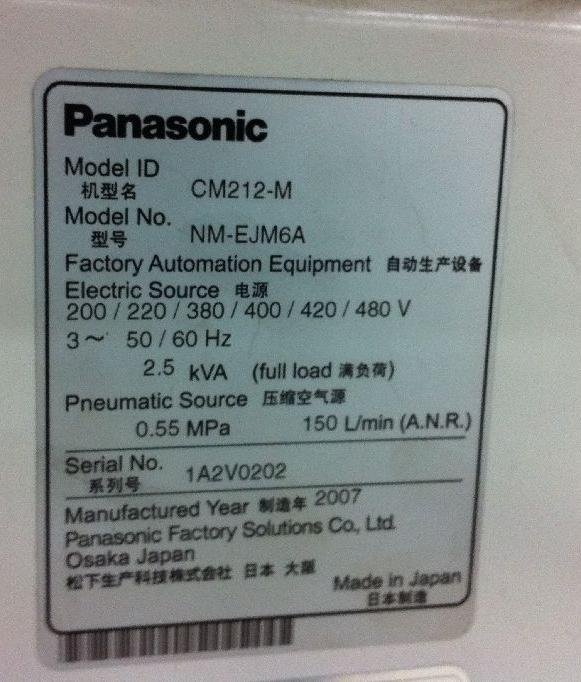 Panasonic
Model ID
机型名 CM212-M
Model No.
型号 NM-EJM6A
Factory Automation Equipment 自动生产设备
Electric Source 电源
200 / 220 / 380 / 400 / 420 / 480 V
3~ 50 / 60 Hz
2.5 kVA (full load 满负荷)
Pneumatic Source 压缩空气源
0.55 MPa 150 L/min (A.N.R.)
Serial No.
系列号 1A2V0202
Manufactured Year 制造年 2007
Panasonic Factory Solutions Co., Ltd.
Osaka Japan
松下生产科技株式会社 日本 大阪
Made in Japan
日本制造